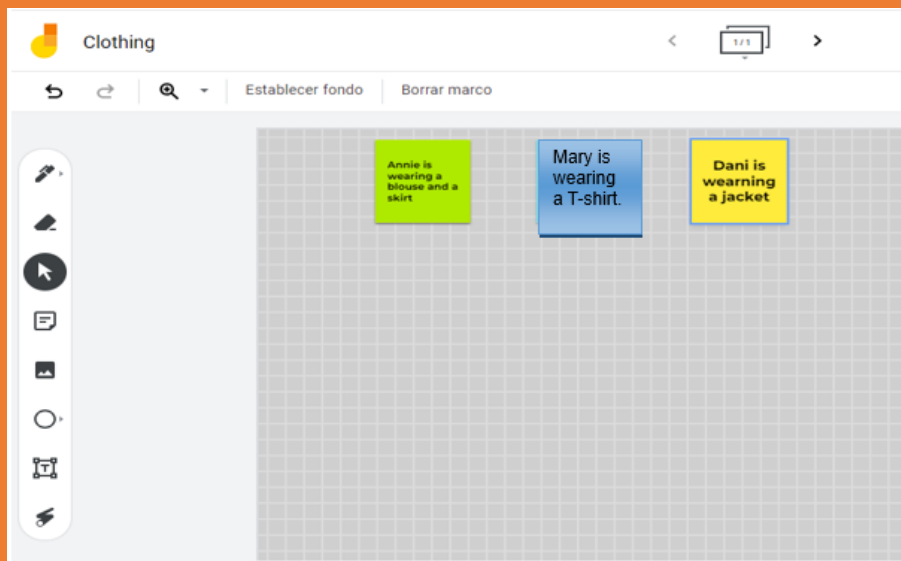 Clothing
1/1
Establecer fondo
Borrar marco
Annie is
wearing a
blouse and a
skirt
Mary is
wearing
a T-shirt.
Dani is
wearning
a jacket